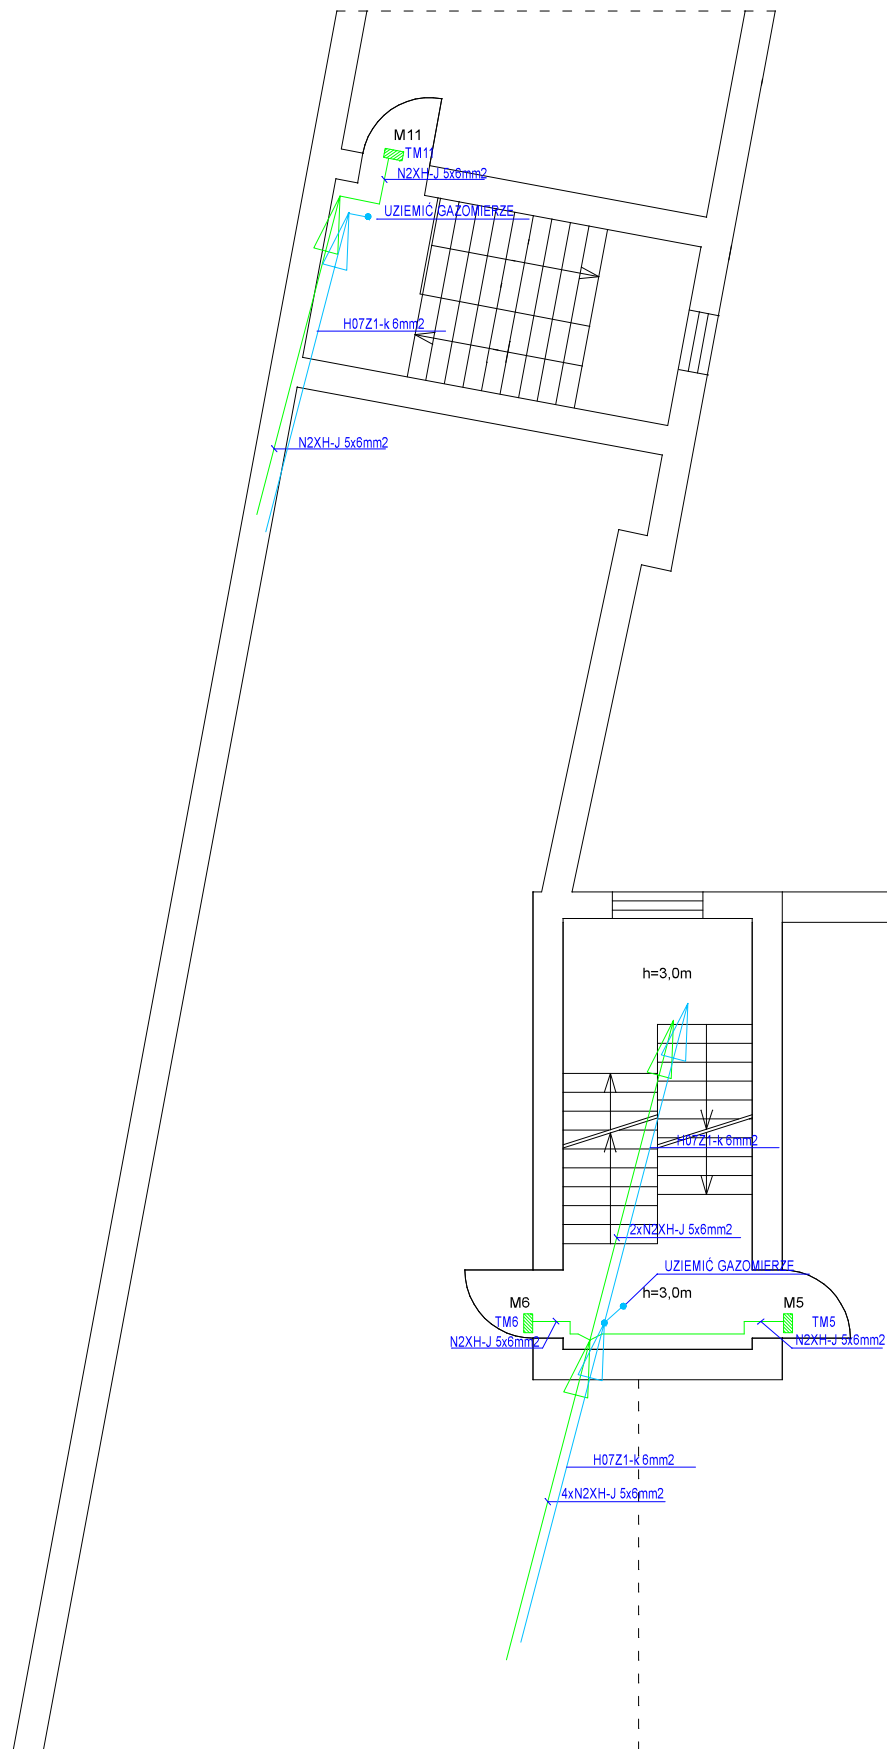 M11
TM11
N2XH-J 5x6mm2
UZIEMIĆ GAZOMIERZE
H07Z1-k 6mm2
N2XH-J 5x6mm2
h=3,0m
H07Z1-k 6mm2
2xN2XH-J 5x6mm2
UZIEMIĆ GAZOMIERZE
h=3,0m
M6
M5
TM6
TM5
N2XH-J 5x6mm2
N2XH-J 5x6mm2
H07Z1-k 6mm2
4xN2XH-J 5x6mm2